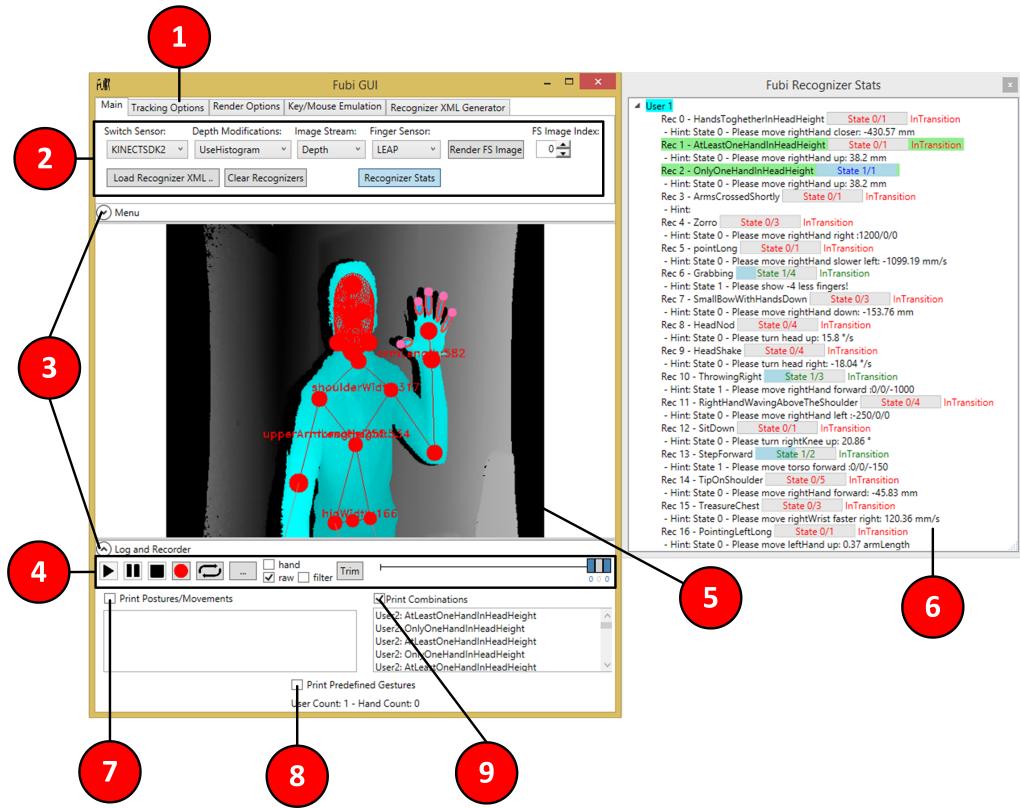 1
2
3
4
5
6
7
8
9
Fubi GUI
Main Tracking Options Render Options Key/Mouse Emulation Recognizer XML Generator
Switch Sensor: Depth Modifications: Image Stream: Finger Sensor: FS Image Index:
KINECTSDK2 UseHistogram Depth LEAP Render FS Image 0
Load Recognizer XML .. Clear Recognizers Recognizer Stats
Menu
shoulderWidth:317
hipWidth:166
Log and Recorder
... hand
raw filter Trim
0 0 0
Print Postures/Movements
Print Combinations
User2: AtLeastOneHandInHeadHeight
User2: OnlyOneHandInHeadHeight
User2: AtLeastOneHandInHeadHeight
User2: OnlyOneHandInHeadHeight
User2: AtLeastOneHandInHeadHeight
Print Predefined Gestures
User Count: 1 - Hand Count: 0
Fubi Recognizer Stats x
User 1
Rec 0 - HandsToghetherInHeadHeight State 0/1 InTransition
- Hint: State 0 - Please move rightHand closer: -430.57 mm
Rec 1 - AtLeastOneHandInHeadHeight State 0/1 InTransition
- Hint: State 0 - Please move rightHand up: 38.2 mm
Rec 2 - OnlyOneHandInHeadHeight State 1/1
- Hint: State 0 - Please move rightHand up: 38.2 mm
Rec 3 - ArmsCrossedShortly State 0/1 InTransition
- Hint:
Rec 4 - Zorro State 0/3 InTransition
- Hint: State 0 - Please move rightHand right :1200/0/0
Rec 5 - pointLong State 0/1 InTransition
- Hint: State 0 - Please move rightHand slower left: -1099.19 mm/s
Rec 6 - Grabbing State 1/4 InTransition
- Hint: State 1 - Please show -4 less fingers!
Rec 7 - SmallBowWithHandsDown State 0/3 InTransition
- Hint: State 0 - Please move rightHand down: -153.76 mm
Rec 8 - HeadNod State 0/4 InTransition
- Hint: State 0 - Please turn head up: 15.8 °/s
Rec 9 - HeadShake State 0/4 InTransition
- Hint: State 0 - Please turn head right: -18.04 °/s
Rec 10 - ThrowingRight State 1/3 InTransition
- Hint: State 1 - Please move rightHand forward :0/0/-1000
Rec 11 - RightHandWavingAboveTheShoulder State 0/4 InTransition
- Hint: State 0 - Please move rightHand left :-250/0/0
Rec 12 - SitDown State 0/1 InTransition
- Hint: State 0 - Please turn rightKnee up: 20.86 °
Rec 13 - StepForward State 1/2 InTransition
- Hint: State 1 - Please move torso forward :0/0/-150
Rec 14 - TipOnShoulder State 0/5 InTransition
- Hint: State 0 - Please move rightHand forward: -45.83 mm
Rec 15 - TreasureChest State 0/3 InTransition
- Hint: State 0 - Please move rightWrist faster right: 120.36 mm/s
Rec 16 - PointingLeftLong State 0/1 InTransition
- Hint: State 0 - Please move leftHand up: 0.37 armLength